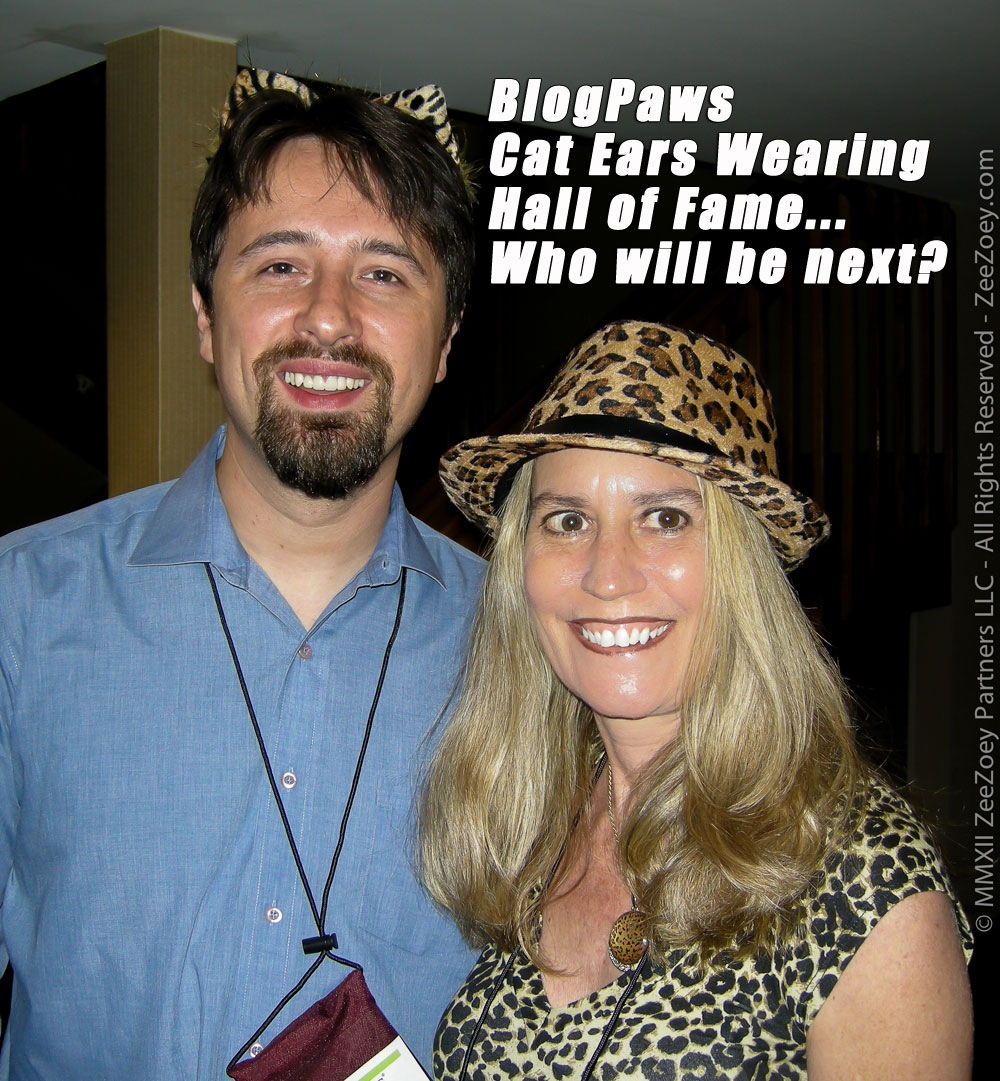 BlogPaws
Cat Ears Wearing
Hall of Fame...
Who will be next?
© MMXII ZeeZoey Partners LLC - All Rights Reserved - ZeeZoey.com